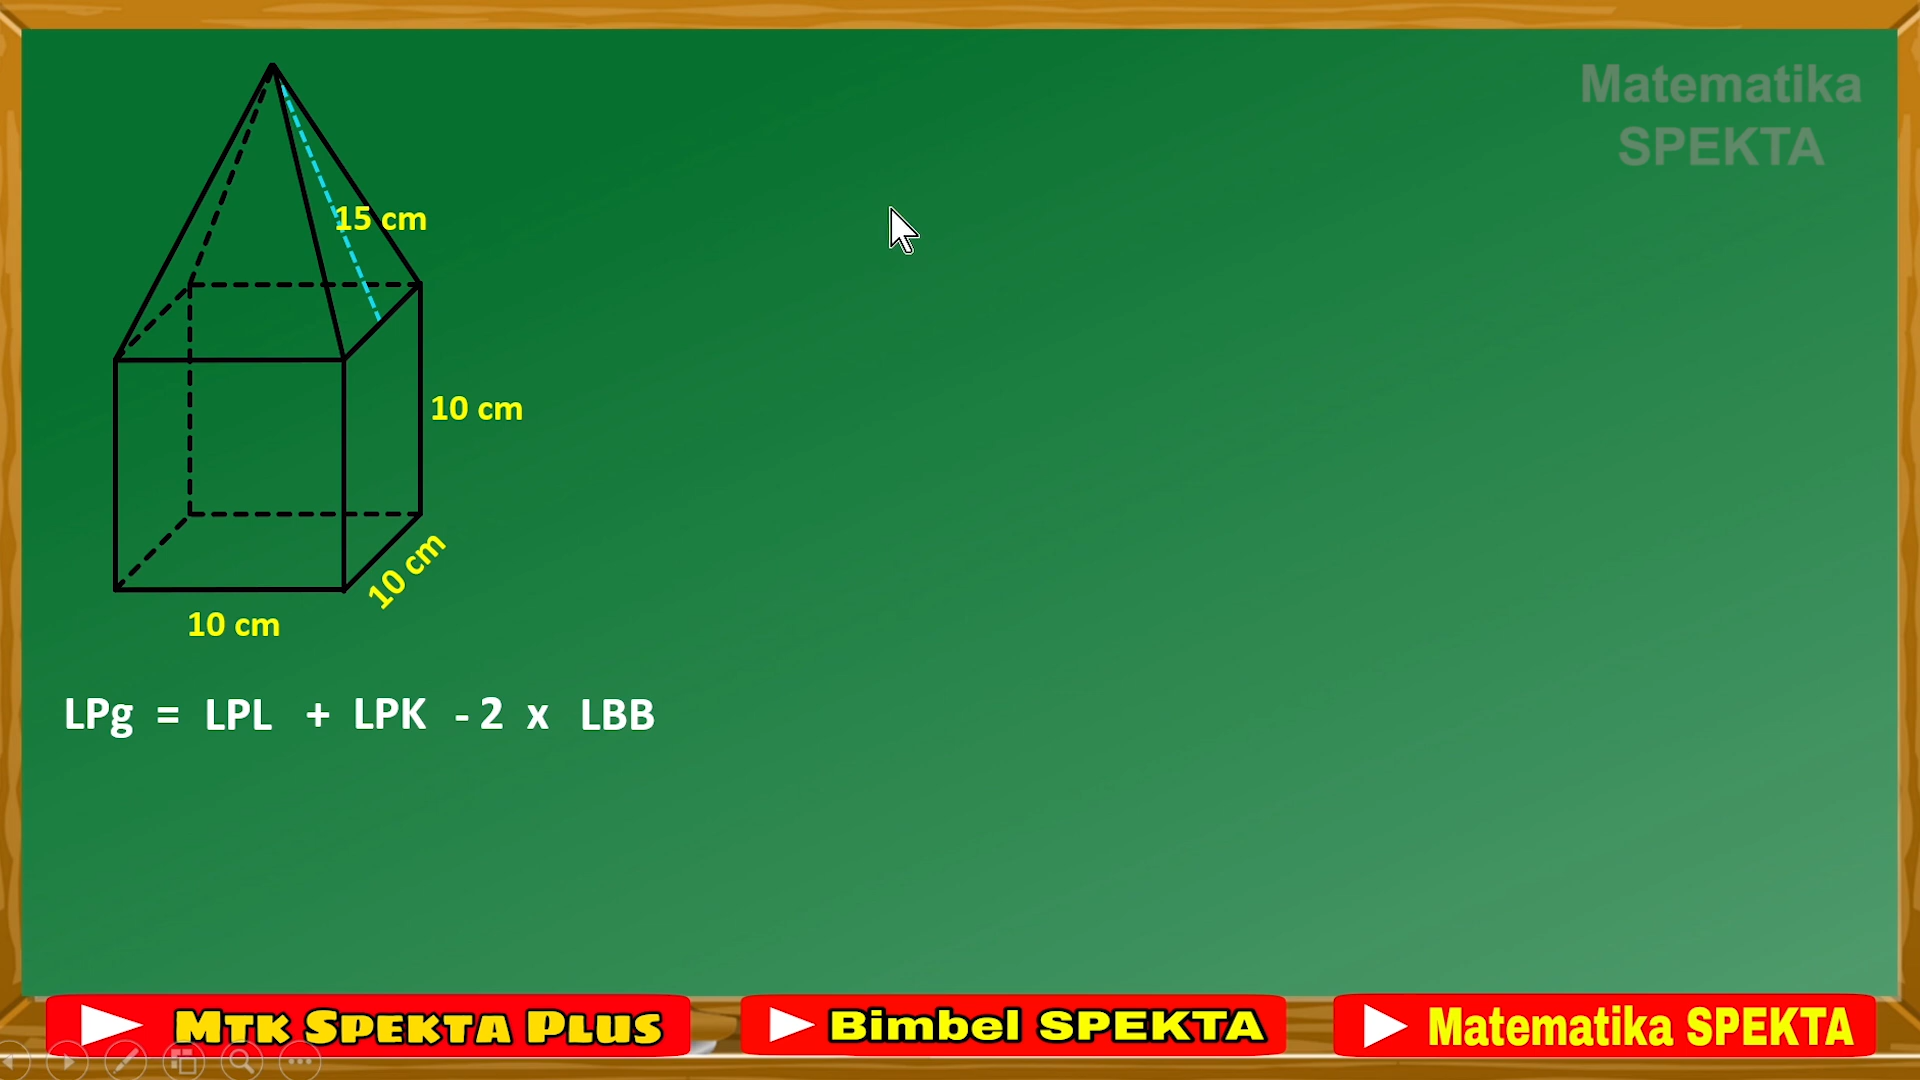 Matematika
SPEKTA
15 cm
10 cm
10 cm
10 cm
LPg = LPL + LPK - 2 x LBB
Mtk Spekta Plus
Bimbel SPEKTA
Matematika SPEKTA